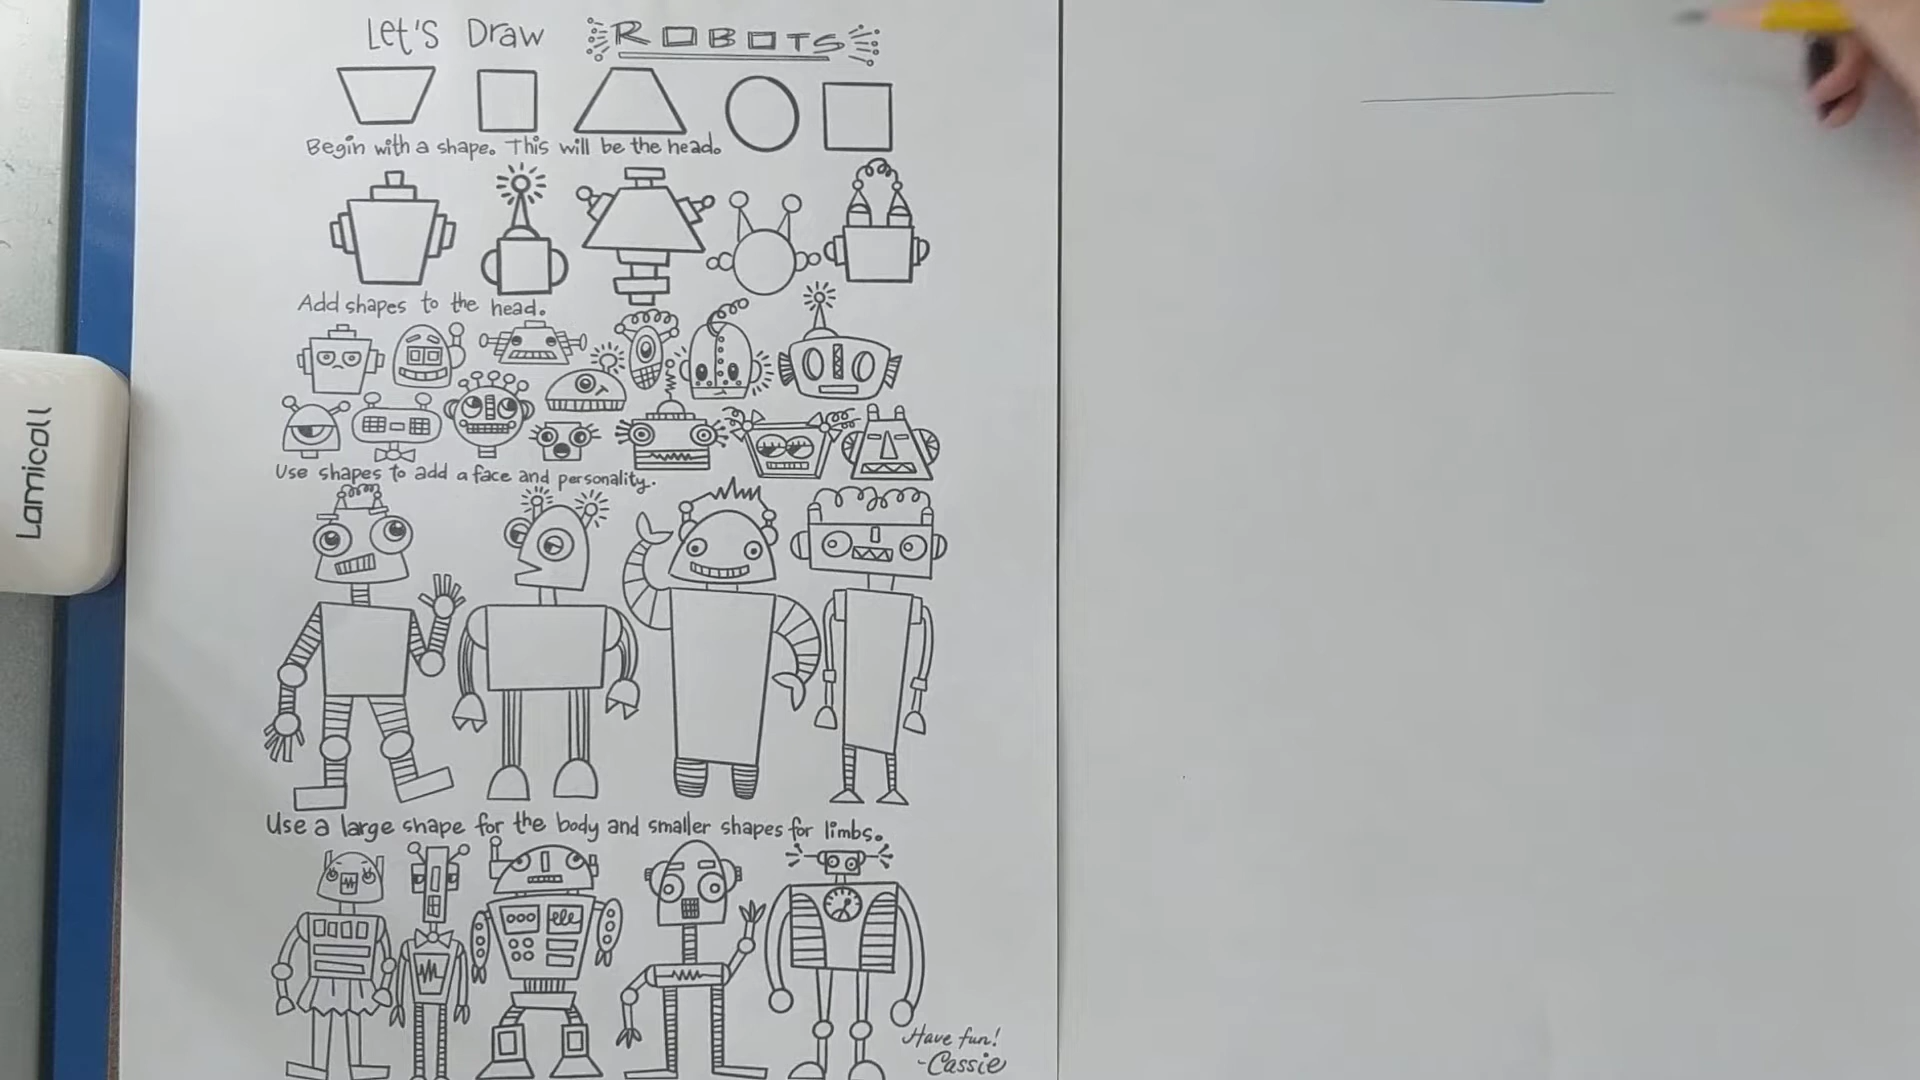 Let's Draw ROBOTS
Begin with a shape. This will be the head.
Add shapes to the head.
Use shapes to add a face and personality.
Use a large shape for the body and smaller shapes for limbs.
Have fun!
-Cassie
Lamicall